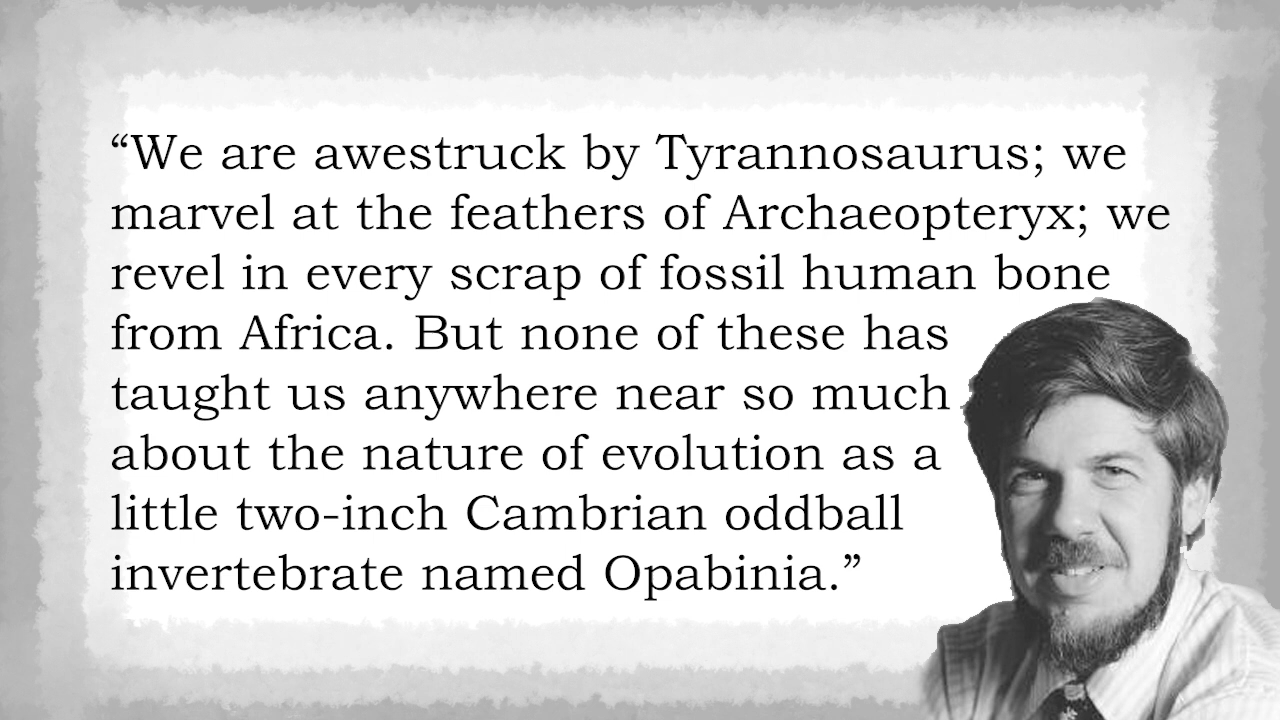 “We are awestruck by Tyrannosaurus; we
marvel at the feathers of Archaeopteryx; we
revel in every scrap of fossil human bone
from Africa. But none of these has
taught us anywhere near so much
about the nature of evolution as a
little two-inch Cambrian oddball
invertebrate named Opabinia.”